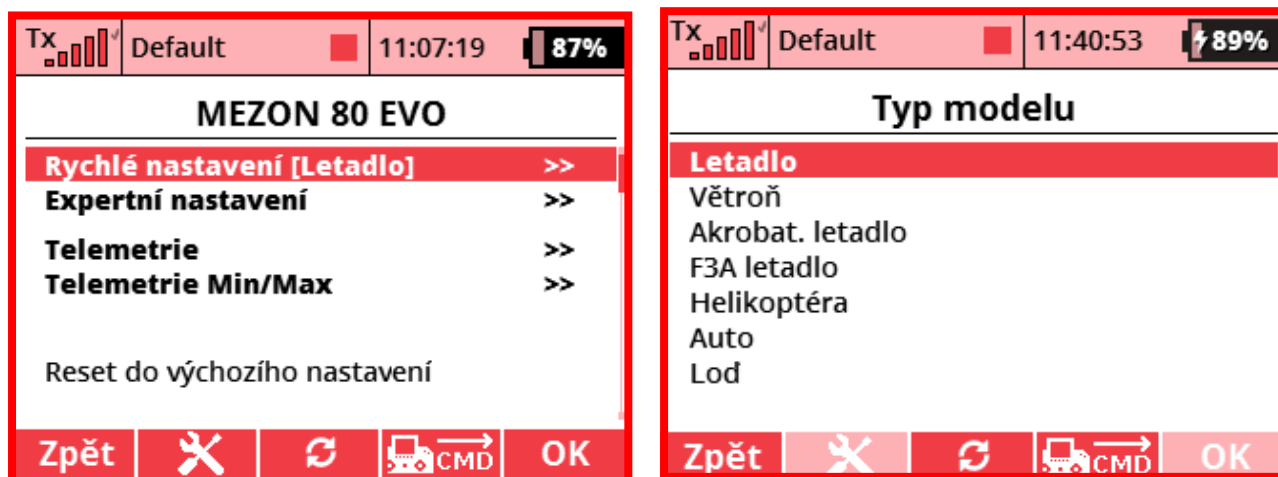 Tx Default 11:07:19 87%
MEZON 80 EVO
Rychlé nastavení [Letadlo] >>
Expertní nastavení >>
Telemetrie >>
Telemetrie Min/Max >>
Reset do výchozího nastavení
Zpět CMD OK
Tx Default 11:40:53 89%
Typ modelu
Letadlo
Větroň
Akrobat. letadlo
F3A letadlo
Helikoptéra
Auto
Loď
Zpět CMD OK